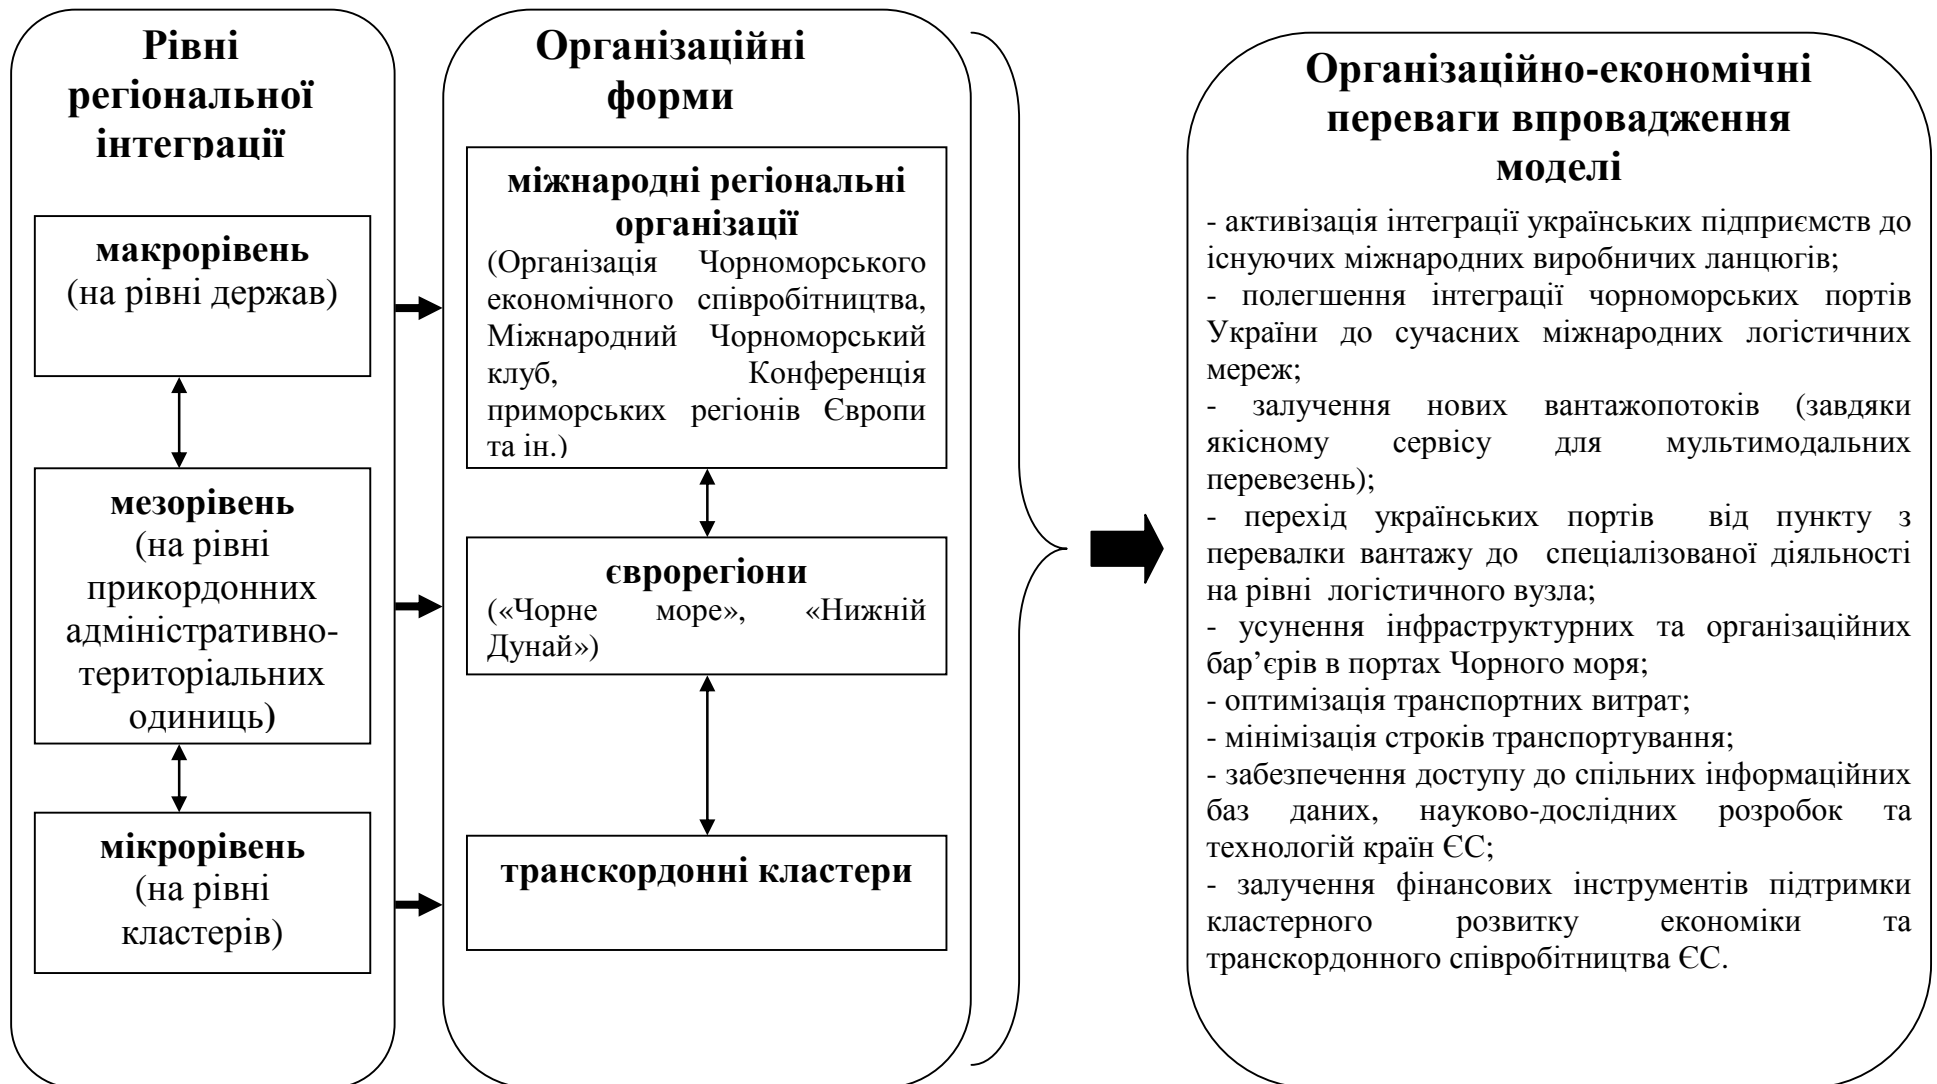 Рівні
регіональної
інтеграції
макрорівень
(на рівні держав)
мезорівень
(на рівні
прикордонних
адміністративно-
територіальних
одиниць)
мікрорівень
(на рівні
кластерів)
Організаційні
форми
міжнародні регіональні
організації
(Організація Чорноморського
економічного співробітництва,
Міжнародний Чорноморський
клуб, Конференція
приморських регіонів Європи
та ін.)
єврорегіони
(«Чорне море», «Нижній
Дунай»)
транскордонні кластери
Організаційно-економічні
переваги впровадження
моделі
- активізація інтеграції українських підприємств до
існуючих міжнародних виробничих ланцюгів;
- полегшення інтеграції чорноморських портів
України до сучасних міжнародних логістичних
мереж;
- залучення нових вантажопотоків (завдяки
якісному сервісу для мультимодальних
перевезень);
- перехід українських портів від пункту з
перевалки вантажу до спеціалізованої діяльності
на рівні логістичного вузла;
- усунення інфраструктурних та організаційних
бар’єрів в портах Чорного моря;
- оптимізація транспортних витрат;
- мінімізація строків транспортування;
- забезпечення доступу до спільних інформаційних
баз даних, науково-дослідних розробок та
технологій країн ЄС;
- залучення фінансових інструментів підтримки
кластерного розвитку економіки та
транскордонного співробітництва ЄС.